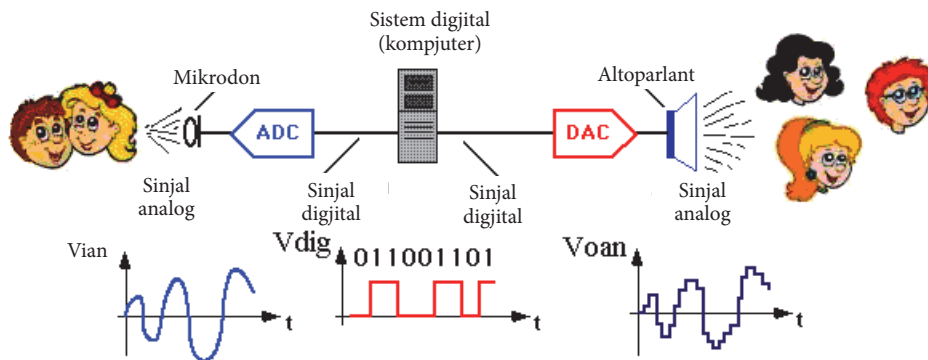 Sistem digjital
(kompjuter)
Mikrodon
Altoparlant
ADC
DAC
Sinjal
analog
Sinjal
digjital
Sinjal
digjital
Sinjal
analog
Vian
t
Vdig
011001101
t
Voan
t